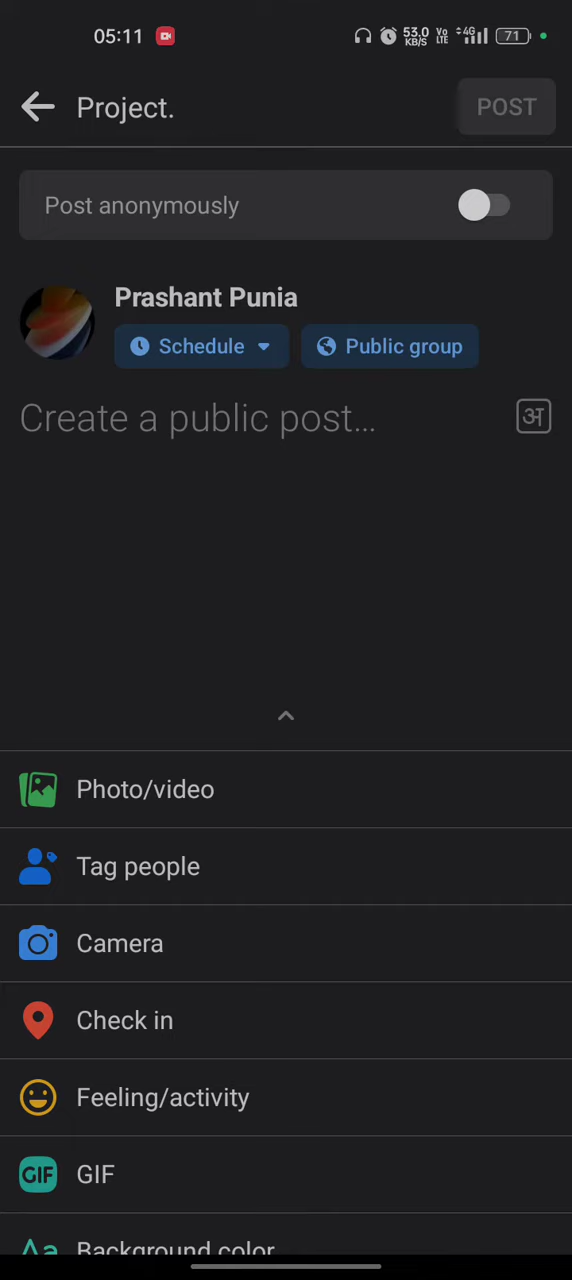 05:11 53.0 KB/S Vo LTE 4G 71
Project. POST
Post anonymously
Prashant Punia
Schedule Public group
Create a public post... अ
Photo/video
Tag people
Camera
Check in
Feeling/activity
GIF GIF
Aa Background color